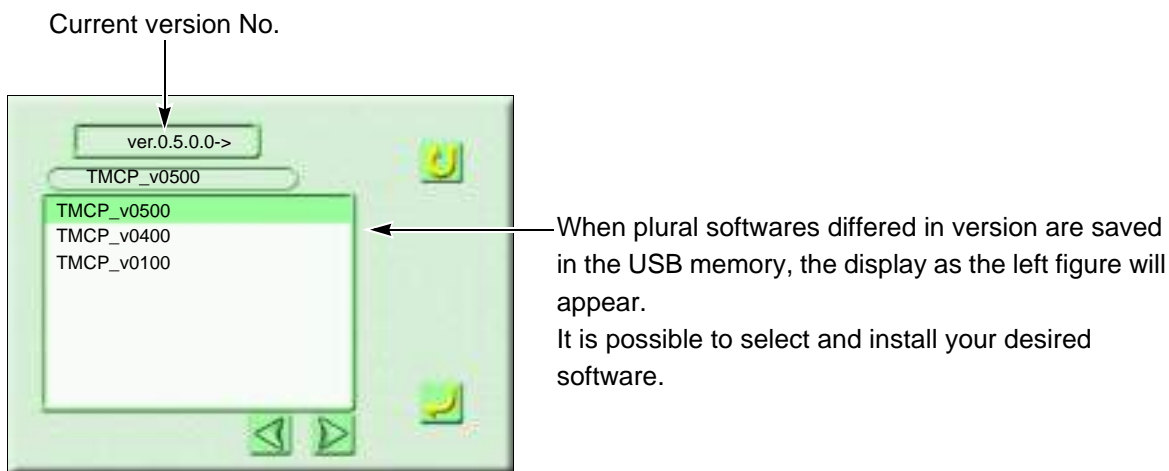 Current version No.
ver.0.5.0.0->
TMCP_v0500
TMCP_v0500
TMCP_v0400
TMCP_v0100
When plural softwares differed in version are saved
in the USB memory, the display as the left figure will
appear.
It is possible to select and install your desired
software.